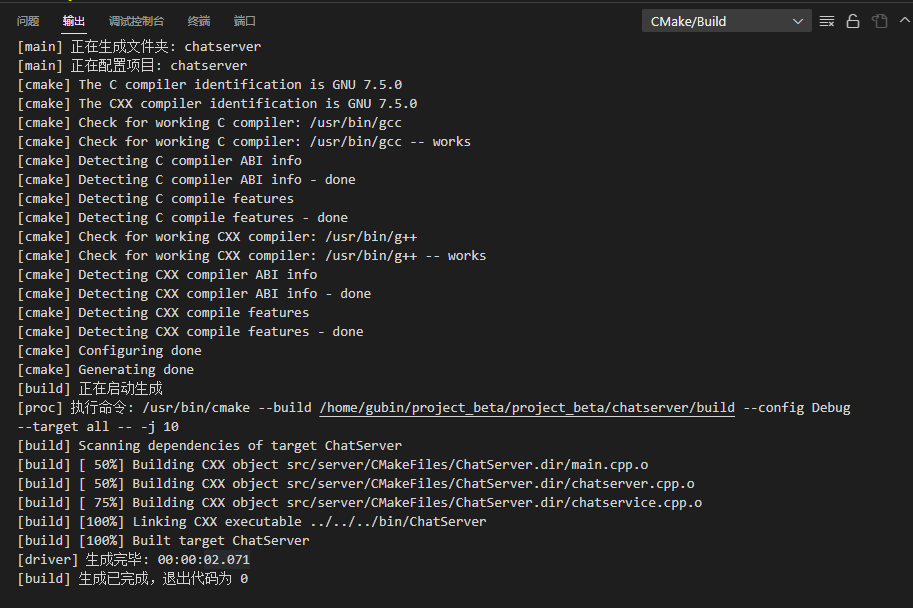 问题 输出 调试控制台 终端 端口 CMake/Build
[main] 正在生成文件夹: chatserver
[main] 正在配置项目: chatserver
[cmake] The C compiler identification is GNU 7.5.0
[cmake] The CXX compiler identification is GNU 7.5.0
[cmake] Check for working C compiler: /usr/bin/gcc
[cmake] Check for working C compiler: /usr/bin/gcc -- works
[cmake] Detecting C compiler ABI info
[cmake] Detecting C compiler ABI info - done
[cmake] Detecting C compile features
[cmake] Detecting C compile features - done
[cmake] Check for working CXX compiler: /usr/bin/g++
[cmake] Check for working CXX compiler: /usr/bin/g++ -- works
[cmake] Detecting CXX compiler ABI info
[cmake] Detecting CXX compiler ABI info - done
[cmake] Detecting CXX compile features
[cmake] Detecting CXX compile features - done
[cmake] Configuring done
[cmake] Generating done
[build] 正在启动生成
[proc] 执行命令: /usr/bin/cmake --build /home/gubin/project_beta/project_beta/chatserver/build --config Debug
--target all -- -j 10
[build] Scanning dependencies of target ChatServer
[build] [ 50%] Building CXX object src/server/CMakeFiles/ChatServer.dir/main.cpp.o
[build] [ 50%] Building CXX object src/server/CMakeFiles/ChatServer.dir/chatserver.cpp.o
[build] [ 75%] Building CXX object src/server/CMakeFiles/ChatServer.dir/chatservice.cpp.o
[build] [100%] Linking CXX executable ../../../bin/ChatServer
[build] [100%] Built target ChatServer
[driver] 生成完毕: 00:00:02.071
[build] 生成已完成，退出代码为 0